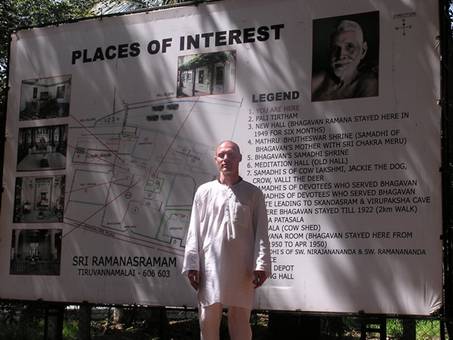 PLACES OF INTEREST
LEGEND
1. YOU ARE HERE
2. PALI TIRTHAM
3. NEW HALL (BHAGAVAN RAMANA STAYED HERE IN
1949 FOR SIX MONTHS)
4. MATHRU BHUTHESWAR SHRINE (SAMADHI OF
BHAGAVAN'S MOTHER WITH SRI CHAKRA MERU)
5. BHAGAVAN'S SAMADHI SHRINE
6. MEDITATION HALL (OLD HALL)
7. SAMADHI S OF COW LAKSHMI, JACKIE THE DOG,
CROW, VALLI THE DEER
SAMADHI S OF DEVOTEES WHO SERVED BHAGAVAN
SAMADHI S OF DEVOTEES WHO SERVED BHAGAVAN
LEADING TO SKANDASRAM & VIRUPAKSHA CAVE
BHAGAVAN STAYED TILL 1922 (2km WALK)
PATASALA
(COW SHED)
ROOM (BHAGAVAN STAYED HERE FROM
1950 TO APR 1950)
OF SW. NIRAJANANANDA & SW. RAMANANDA
DEPOT
HALL
SRI RAMANASRAMAM
TIRUVANNAMALAI - 606 603